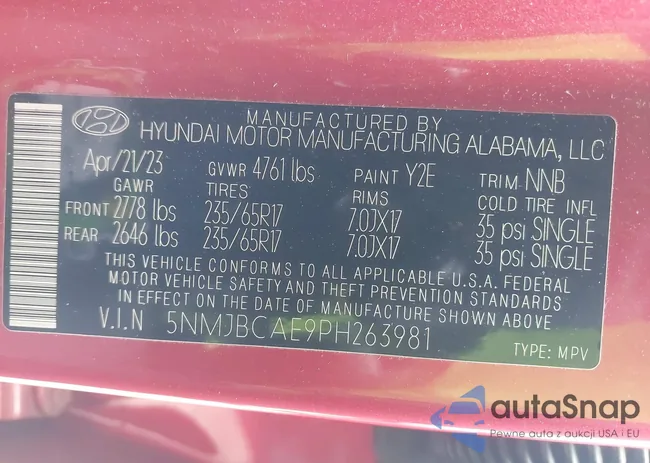 MANUFACTURED BY
HYUNDAI MOTOR MANUFACTURING ALABAMA, LLC
Apr/21/23 GVWR 4761 lbs PAINT Y2E TRIM NNB
GAWR TIRES RIMS COLD TIRE INFL
FRONT 2778 lbs 235/65R17 7.0JX17 35 psi SINGLE
REAR 2646 lbs 235/65R17 7.0JX17 35 psi SINGLE
THIS VEHICLE CONFORMS TO ALL APPLICABLE U.S.A. FEDERAL
MOTOR VEHICLE SAFETY AND THEFT PREVENTION STANDARDS
IN EFFECT ON THE DATE OF MANUFACTURE SHOWN ABOVE.
V.I.N 5NMJBCAE9PH263981
TYPE: MPV
autaSnap
Pewne auta z aukcji USA i EU